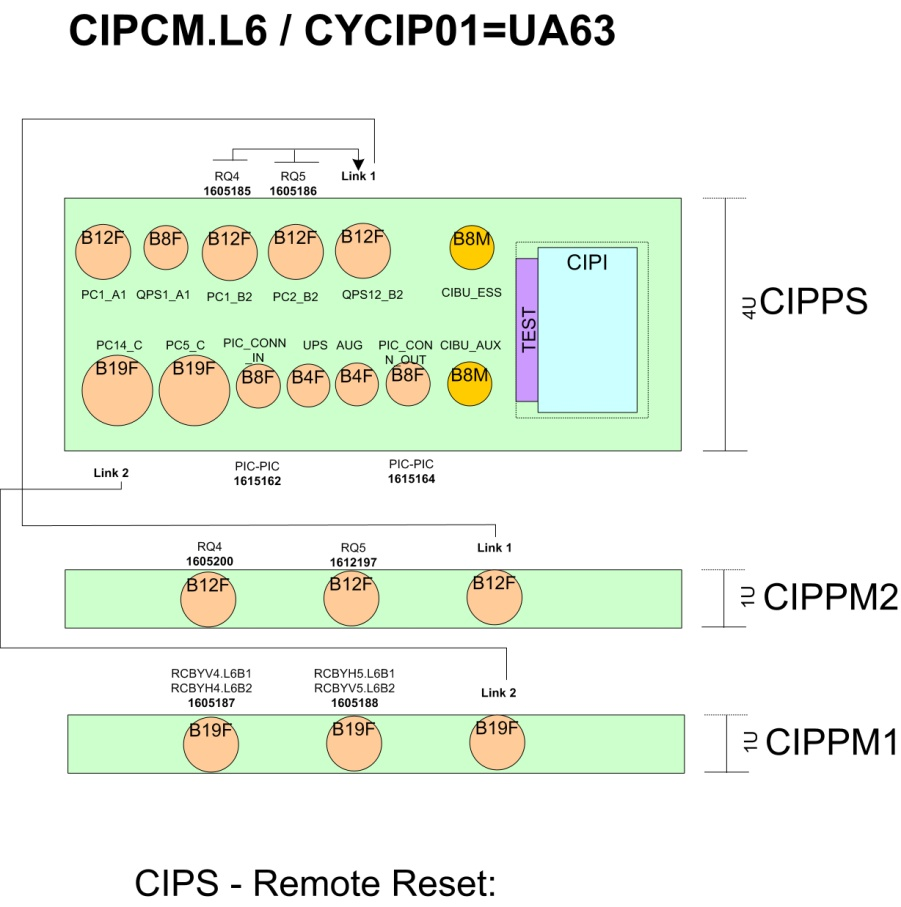 CIPCM.L6 / CYCIP01=UA63
RQ4
1605185
RQ5
1605186
Link 1
B12F
B8F
B12F
B12F
B12F
B8M
PC1_A1
QPS1_A1
PC1_B2
PC2_B2
QPS12_B2
CIBU_ESS
CIPI
TEST
4U
CIPPS
PC14_C
PC5_C
PIC_CONN
_IN
UPS
AUG
PIC_CON
N_OUT
CIBU_AUX
B19F
B19F
B8F
B4F
B4F
B8F
B8M
Link 2
PIC-PIC
1615162
PIC-PIC
1615164
RQ4
1605200
RQ5
1612197
Link 1
B12F
B12F
B12F
1U
CIPPM2
RCBYV4.L6B1
RCBYH4.L6B2
1605187
RCBYH5.L6B1
RCBYV5.L6B2
1605188
Link 2
B19F
B19F
B19F
1U
CIPPM1
CIPS - Remote Reset: